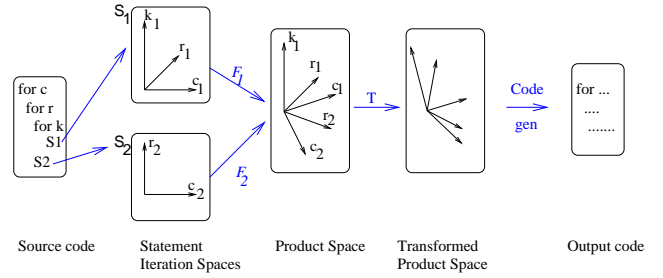 for c
for r
for k
S1
S2
S1
k1
r1
c1
S2
r2
c2
F1
F2
k1
r1
c1
r2
c2
T
Code
gen
for ...
....
.......
Source code
Statement
Iteration Spaces
Product Space
Transformed
Product Space
Output code